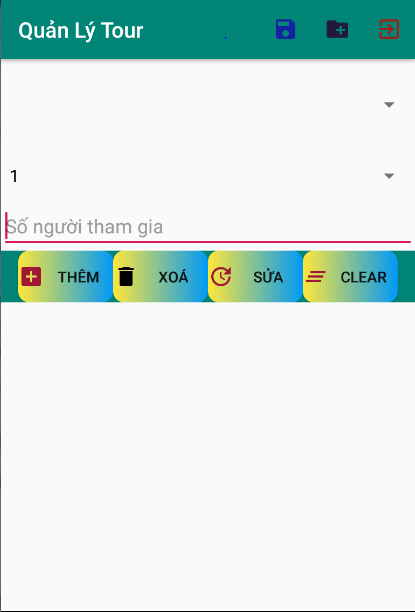 Quản Lý Tour
1
Số người tham gia
THÊM XOÁ SỬA CLEAR